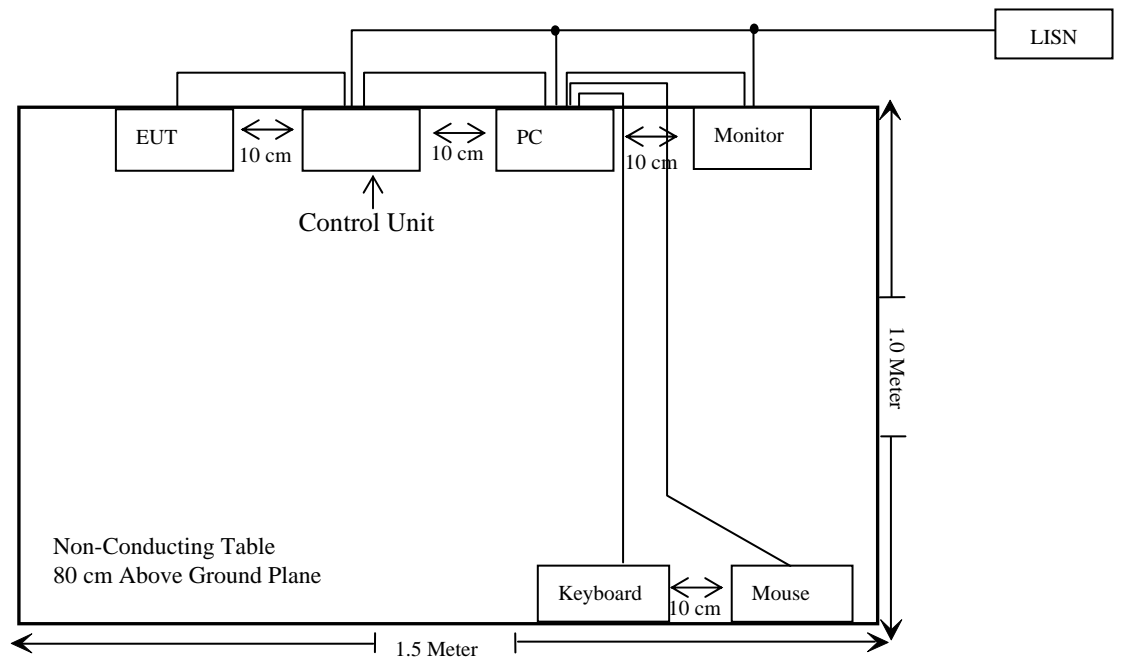 LISN
EUT
PC
Monitor
10 cm
10 cm
10 cm
Control Unit
1.0 Meter
Non-Conducting Table
80 cm Above Ground Plane
Keyboard
Mouse
10 cm
1.5 Meter